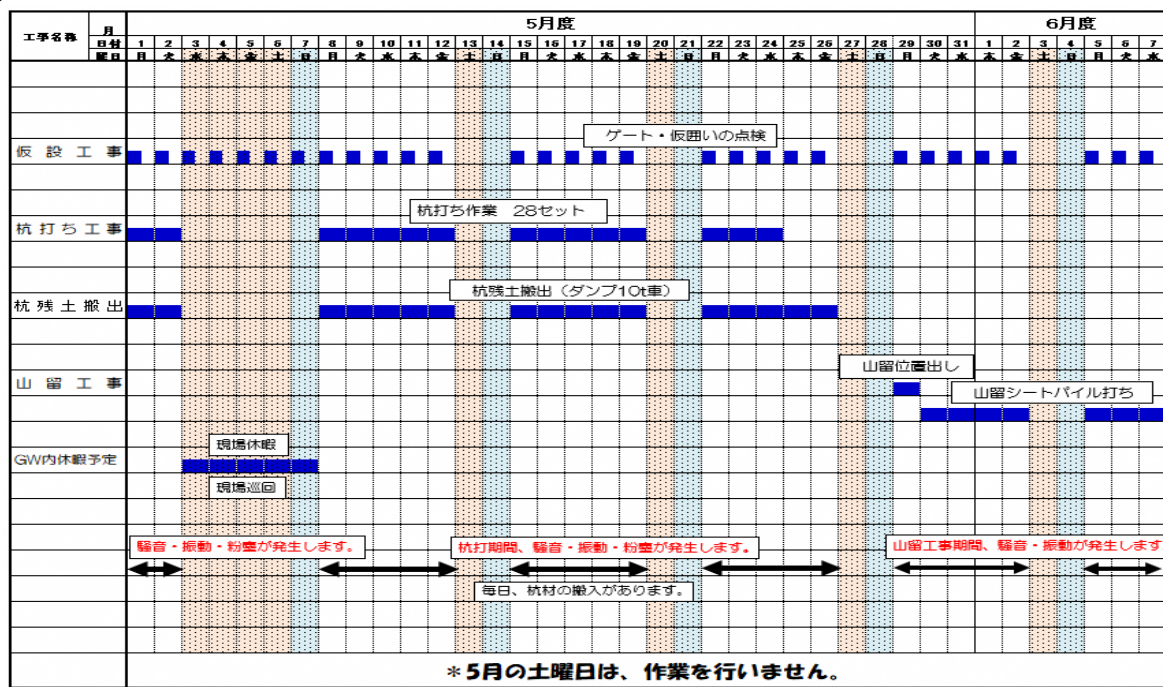 工事名称 月 5月度 6月度
日付 1 2 3 4 5 6 7 8 9 10 11 12 13 14 15 16 17 18 19 20 21 22 23 24 25 26 27 28 29 30 31 1 2 3 4 5 6 7
曜日 月 火 水 木 金 土 日 月 火 水 木 金 土 日 月 火 水 木 金 土 日 月 火 水 木 金 土 日 月 火 水 木 金 土 日 月 火 水
ゲート・仮囲いの点検
仮設工事
杭打ち作業 28セット
杭打ち工事
杭残土搬出（ダンプ10t車）
杭残土搬出
山留位置出し
山留工事
山留シートパイル打ち
現場休暇
GW内休暇予定
現場巡回
騒音・振動・粉塵が発生します。
杭打期間、騒音・振動・粉塵が発生します。
山留工事期間、騒音・振動が発生します
毎日、杭材の搬入があります。
＊5月の土曜日は、作業を行いません。